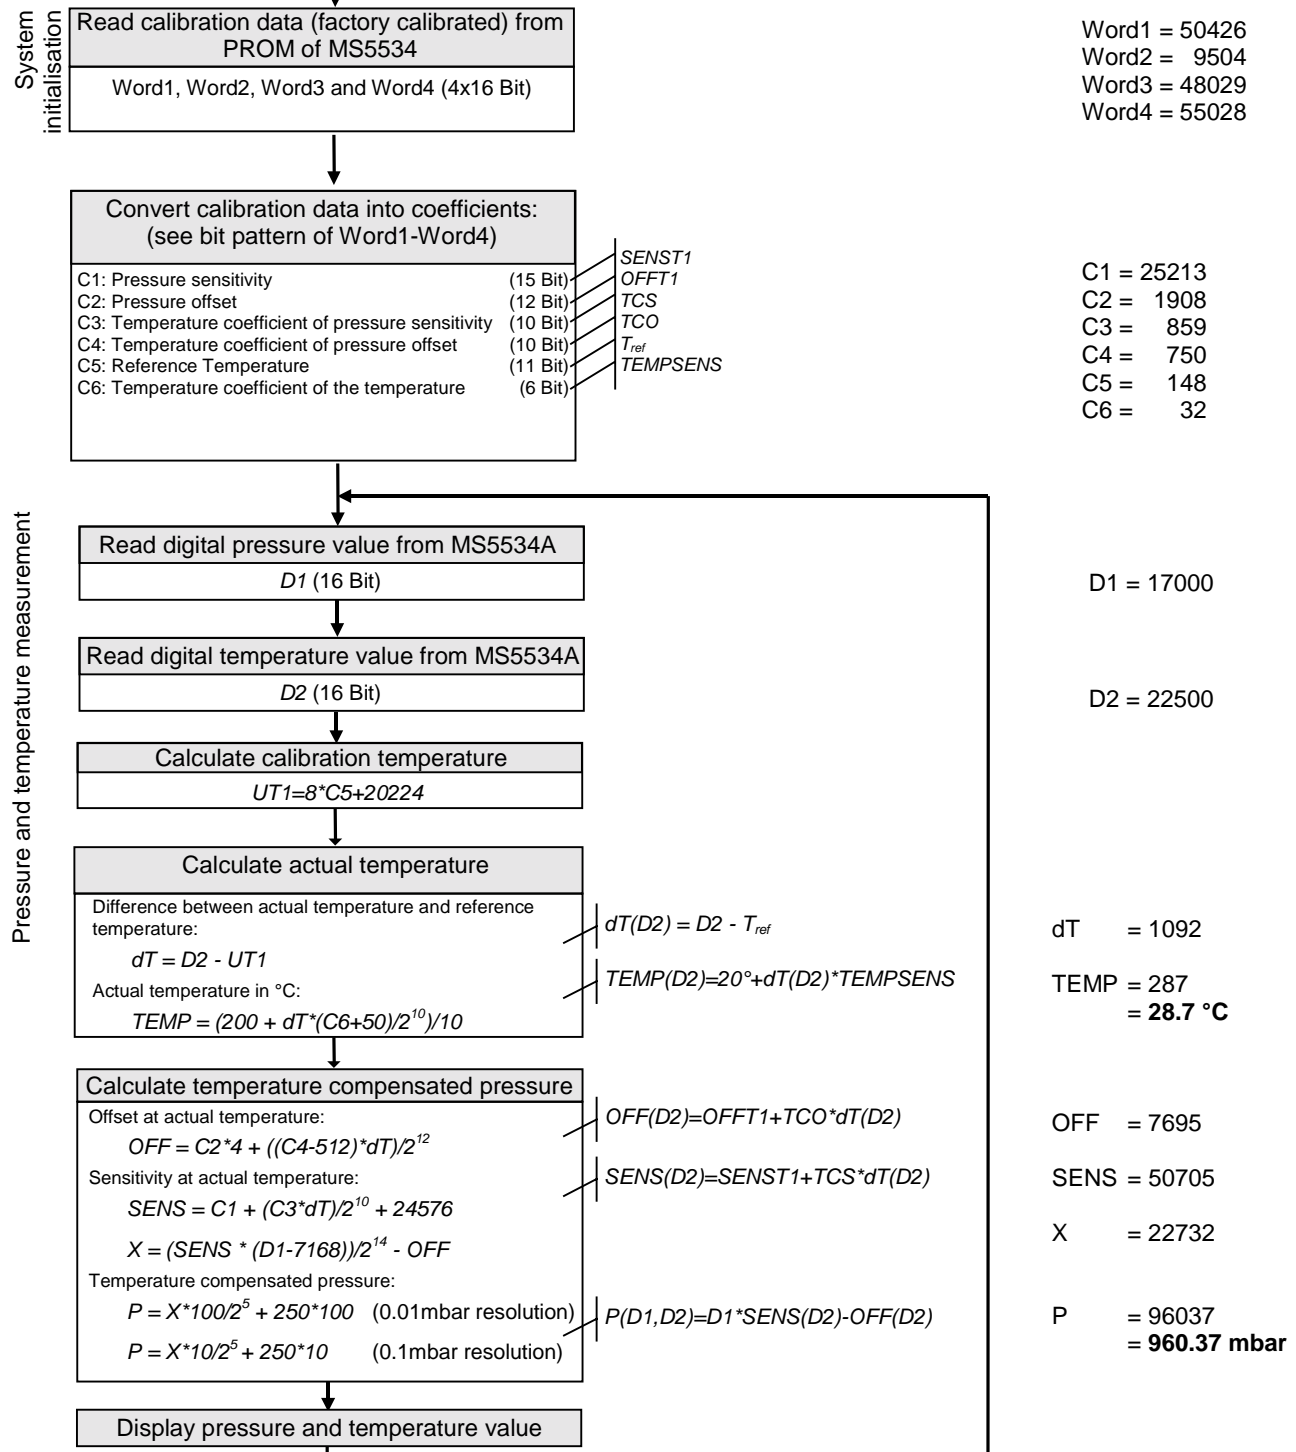 System
initialisation
Read calibration data (factory calibrated) from
PROM of MS5534
Word1, Word2, Word3 and Word4 (4x16 Bit)
Word1 = 50426
Word2 = 9504
Word3 = 48029
Word4 = 55028
Convert calibration data into coefficients:
(see bit pattern of Word1-Word4)
C1: Pressure sensitivity (15 Bit)
C2: Pressure offset (12 Bit)
C3: Temperature coefficient of pressure sensitivity (10 Bit)
C4: Temperature coefficient of pressure offset (10 Bit)
C5: Reference Temperature (11 Bit)
C6: Temperature coefficient of the temperature (6 Bit)
SENST1
OFFT1
TCS
TCO
Tref
TEMPSENS
C1 = 25213
C2 = 1908
C3 = 859
C4 = 750
C5 = 148
C6 = 32
Pressure and temperature measurement
Read digital pressure value from MS5534A
D1 (16 Bit)
D1 = 17000
Read digital temperature value from MS5534A
D2 (16 Bit)
D2 = 22500
Calculate calibration temperature
UT1=8*C5+20224
Calculate actual temperature
Difference between actual temperature and reference
temperature:
dT = D2 - UT1
Actual temperature in °C:
TEMP = (200 + dT*(C6+50)/2^10)/10
dT(D2) = D2 - Tref
TEMP(D2)=20°+dT(D2)*TEMPSENS
dT = 1092
TEMP = 287
= 28.7 °C
Calculate temperature compensated pressure
Offset at actual temperature:
OFF = C2*4 + ((C4-512)*dT)/2^12
Sensitivity at actual temperature:
SENS = C1 + (C3*dT)/2^10 + 24576
X = (SENS * (D1-7168))/2^14 - OFF
Temperature compensated pressure:
P = X*100/2^5 + 250*100 (0.01mbar resolution)
P = X*10/2^5 + 250*10 (0.1mbar resolution)
OFF(D2)=OFFT1+TCO*dT(D2)
SENS(D2)=SENST1+TCS*dT(D2)
P(D1,D2)=D1*SENS(D2)-OFF(D2)
OFF = 7695
SENS = 50705
X = 22732
P = 96037
= 960.37 mbar
Display pressure and temperature value